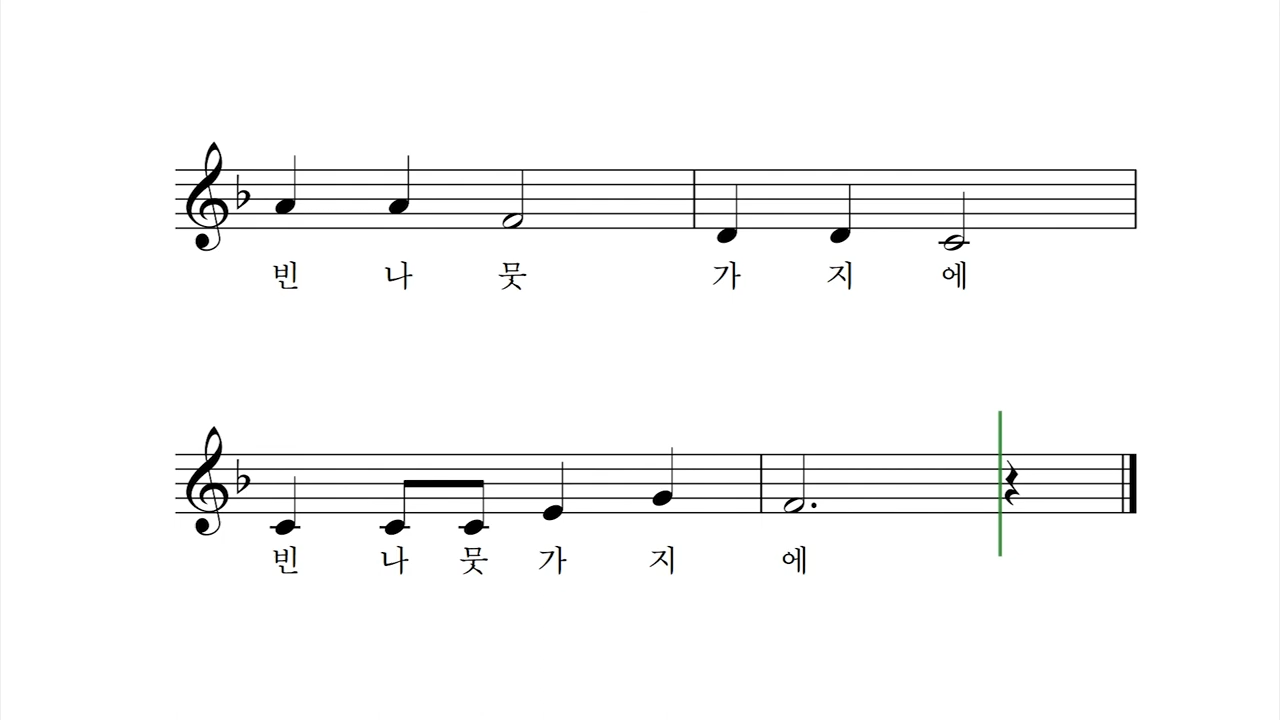 빈 나 뭇 가 지 에
빈 나 뭇 가 지 에